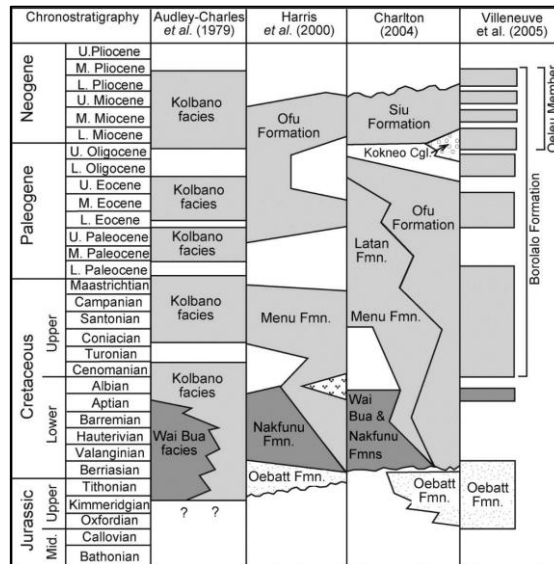 Chronostratigraphy
Audley-Charles
et al. (1979)
Harris
et al. (2000)
Charlton
(2004)
Villeneuve
et al. (2005)
Neogene
U.Pliocene
M. Pliocene
L. Pliocene
U. Miocene
M. Miocene
L. Miocene
Paleogene
U. Oligocene
L. Oligocene
U. Eocene
M. Eocene
L. Eocene
U. Paleocene
M. Paleocene
L. Paleocene
Cretaceous
Upper
Maastrichtian
Campanian
Santonian
Coniacian
Turonian
Cenomanian
Lower
Albian
Aptian
Barremian
Hauterivian
Valanginian
Berriasian
Jurassic
Upper
Tithonian
Kimmeridgian
Oxfordian
Mid.
Callovian
Bathonian
Kolbano
facies
Kolbano
facies
Kolbano
facies
Kolbano
facies
Kolbano
facies
Wai Bua
facies
? ?
Ofu
Formation
Menu Fmn.
Nakfunu
Fmn.
Oebatt Fmn.
Siu
Formation
Kokneo Cgl.
Ofu
Formation
Latan
Fmn.
Menu Fmn.
Wai
Bua &
Nakfunu
Fmns
Oebatt
Fmn.
Oebatt
Fmn.
Borolalo Formation
Oeleu Member